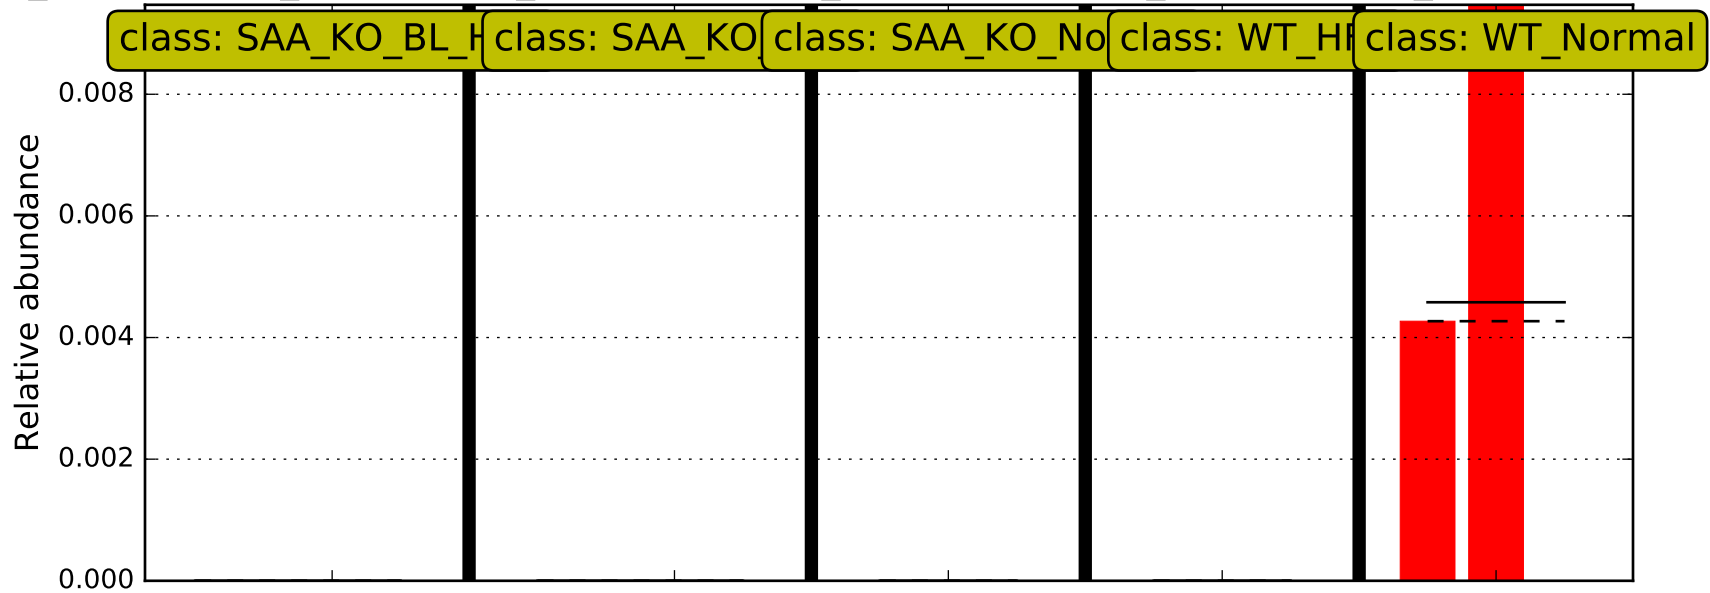 class: SAA_KO_BL_H class: SAA_KO_ class: SAA_KO_No class: WT_HF class: WT_Normal
0.008
0.006
0.004
0.002
0.000
Relative abundance